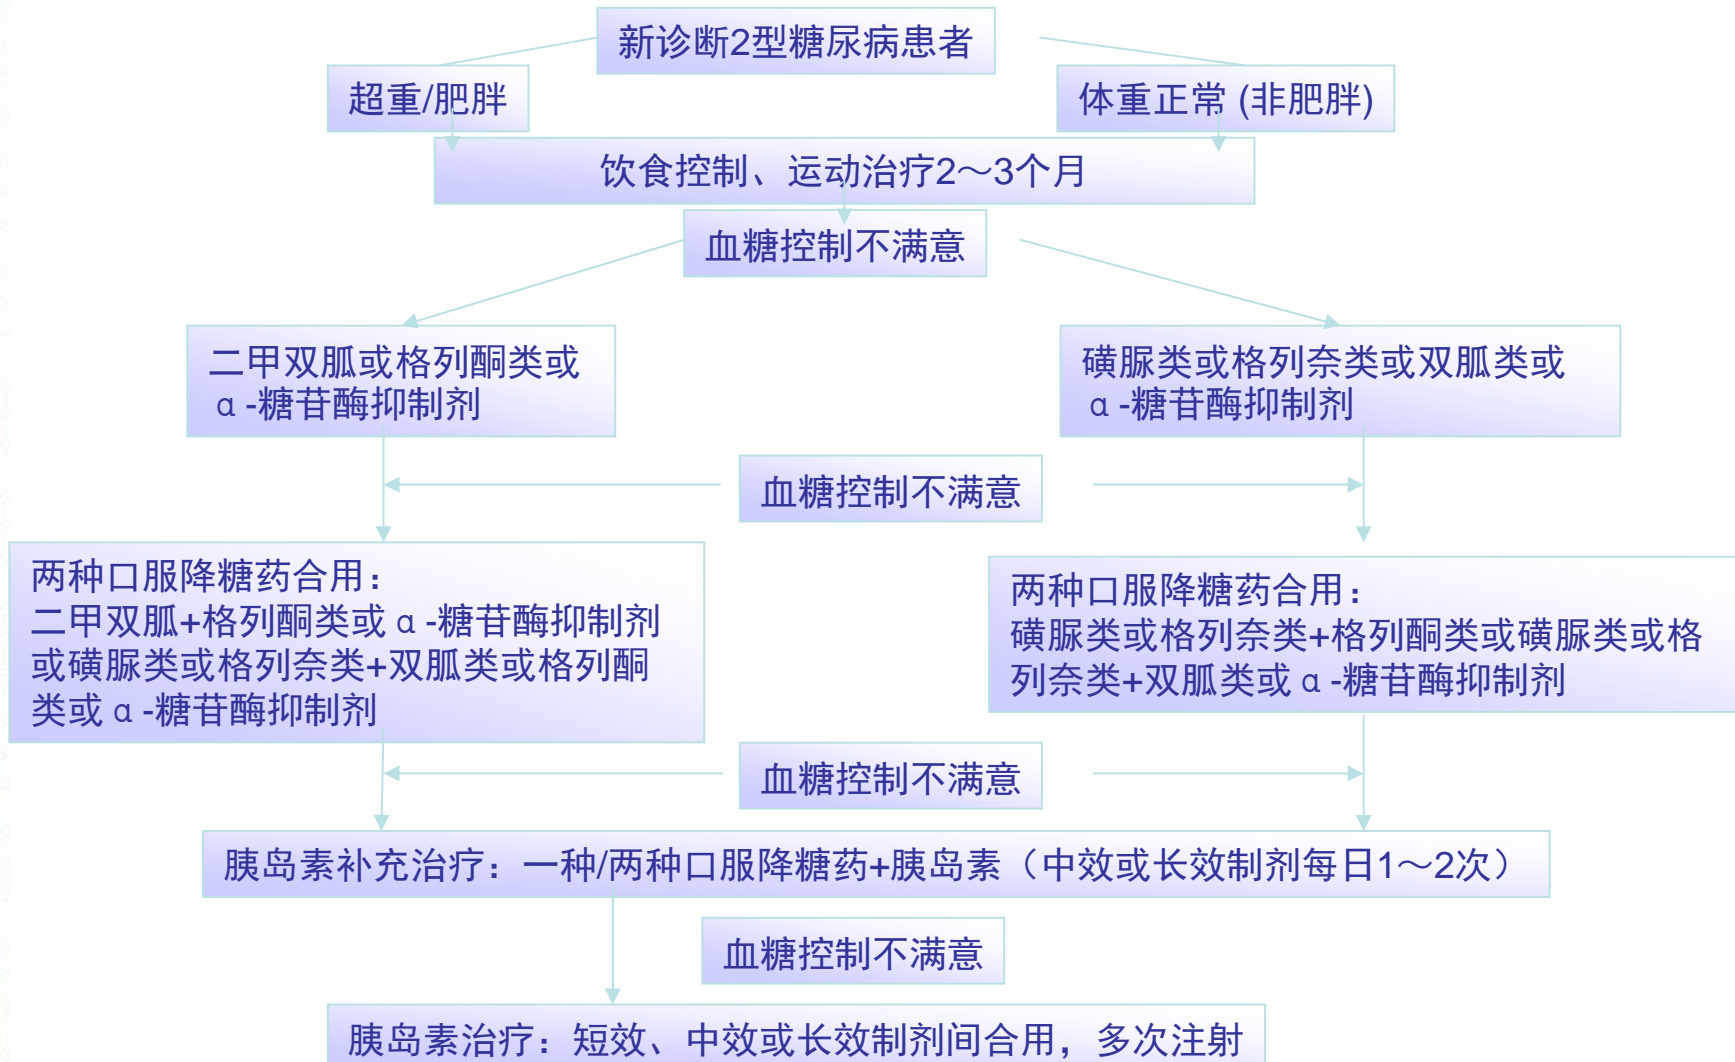 新诊断2型糖尿病患者
超重/肥胖
体重正常 (非肥胖)
饮食控制、运动治疗2～3个月
血糖控制不满意
二甲双胍或格列酮类或
α-糖苷酶抑制剂
磺脲类或格列奈类或双胍类或
α-糖苷酶抑制剂
血糖控制不满意
两种口服降糖药合用：
二甲双胍+格列酮类或α-糖苷酶抑制剂
或磺脲类或格列奈类+双胍类或格列酮
类或α-糖苷酶抑制剂
两种口服降糖药合用：
磺脲类或格列奈类+格列酮类或磺脲类或格
列奈类+双胍类或α-糖苷酶抑制剂
血糖控制不满意
胰岛素补充治疗：一种/两种口服降糖药+胰岛素（中效或长效制剂每日1～2次）
血糖控制不满意
胰岛素治疗：短效、中效或长效制剂间合用，多次注射